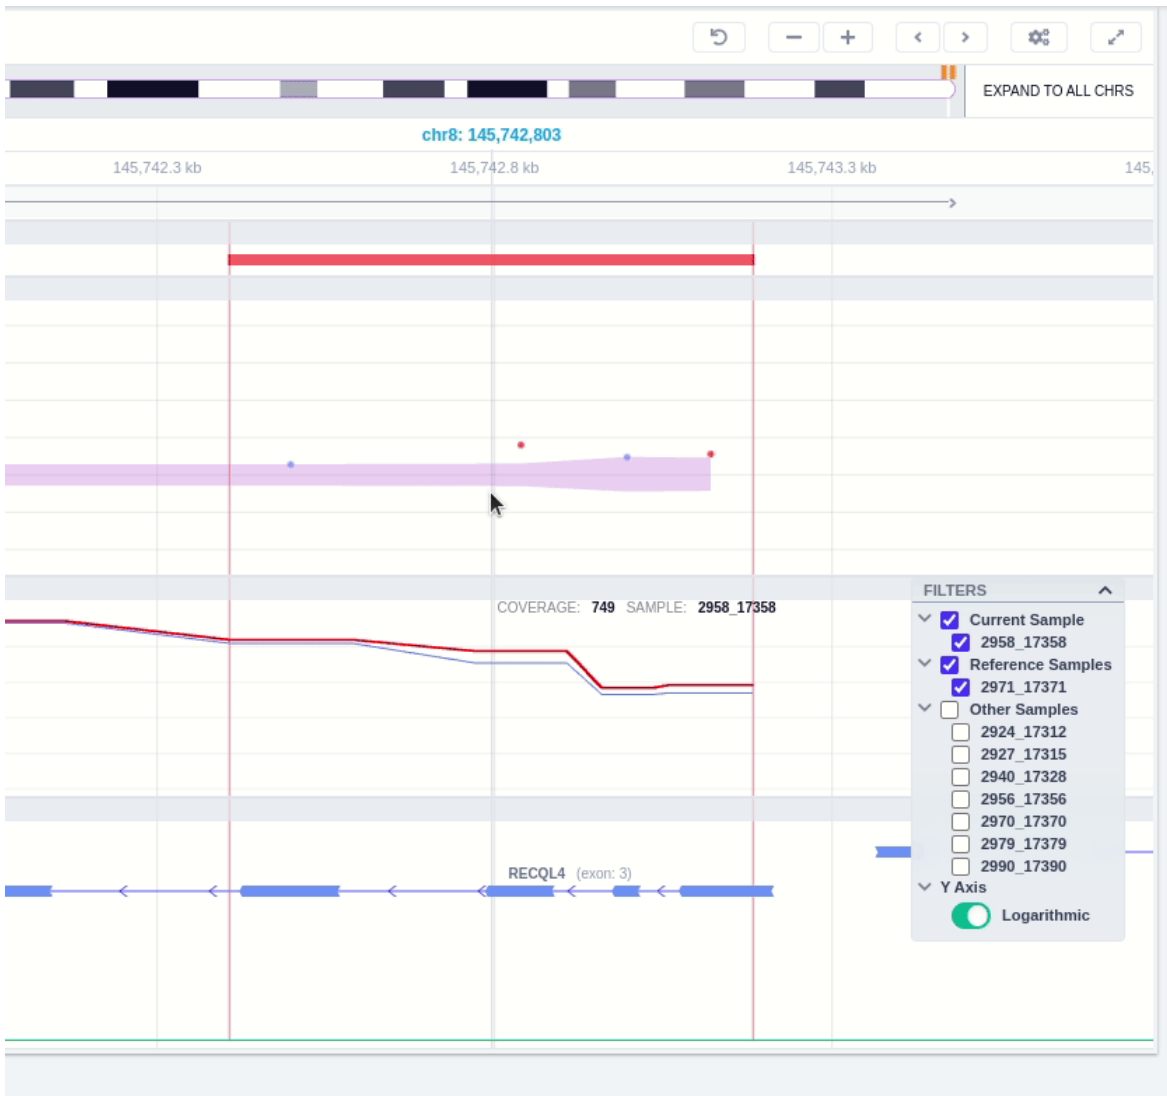 EXPAND TO ALL CHRS
chr8: 145,742,803
145,742.3 kb 145,742.8 kb 145,743.3 kb 145,
COVERAGE: 749 SAMPLE: 2958_17358
FILTERS
Current Sample
2958_17358
Reference Samples
2971_17371
Other Samples
2924_17312
2927_17315
2940_17328
2956_17356
2970_17370
2979_17379
2990_17390
Y Axis
Logarithmic
RECQL4 (exon: 3)